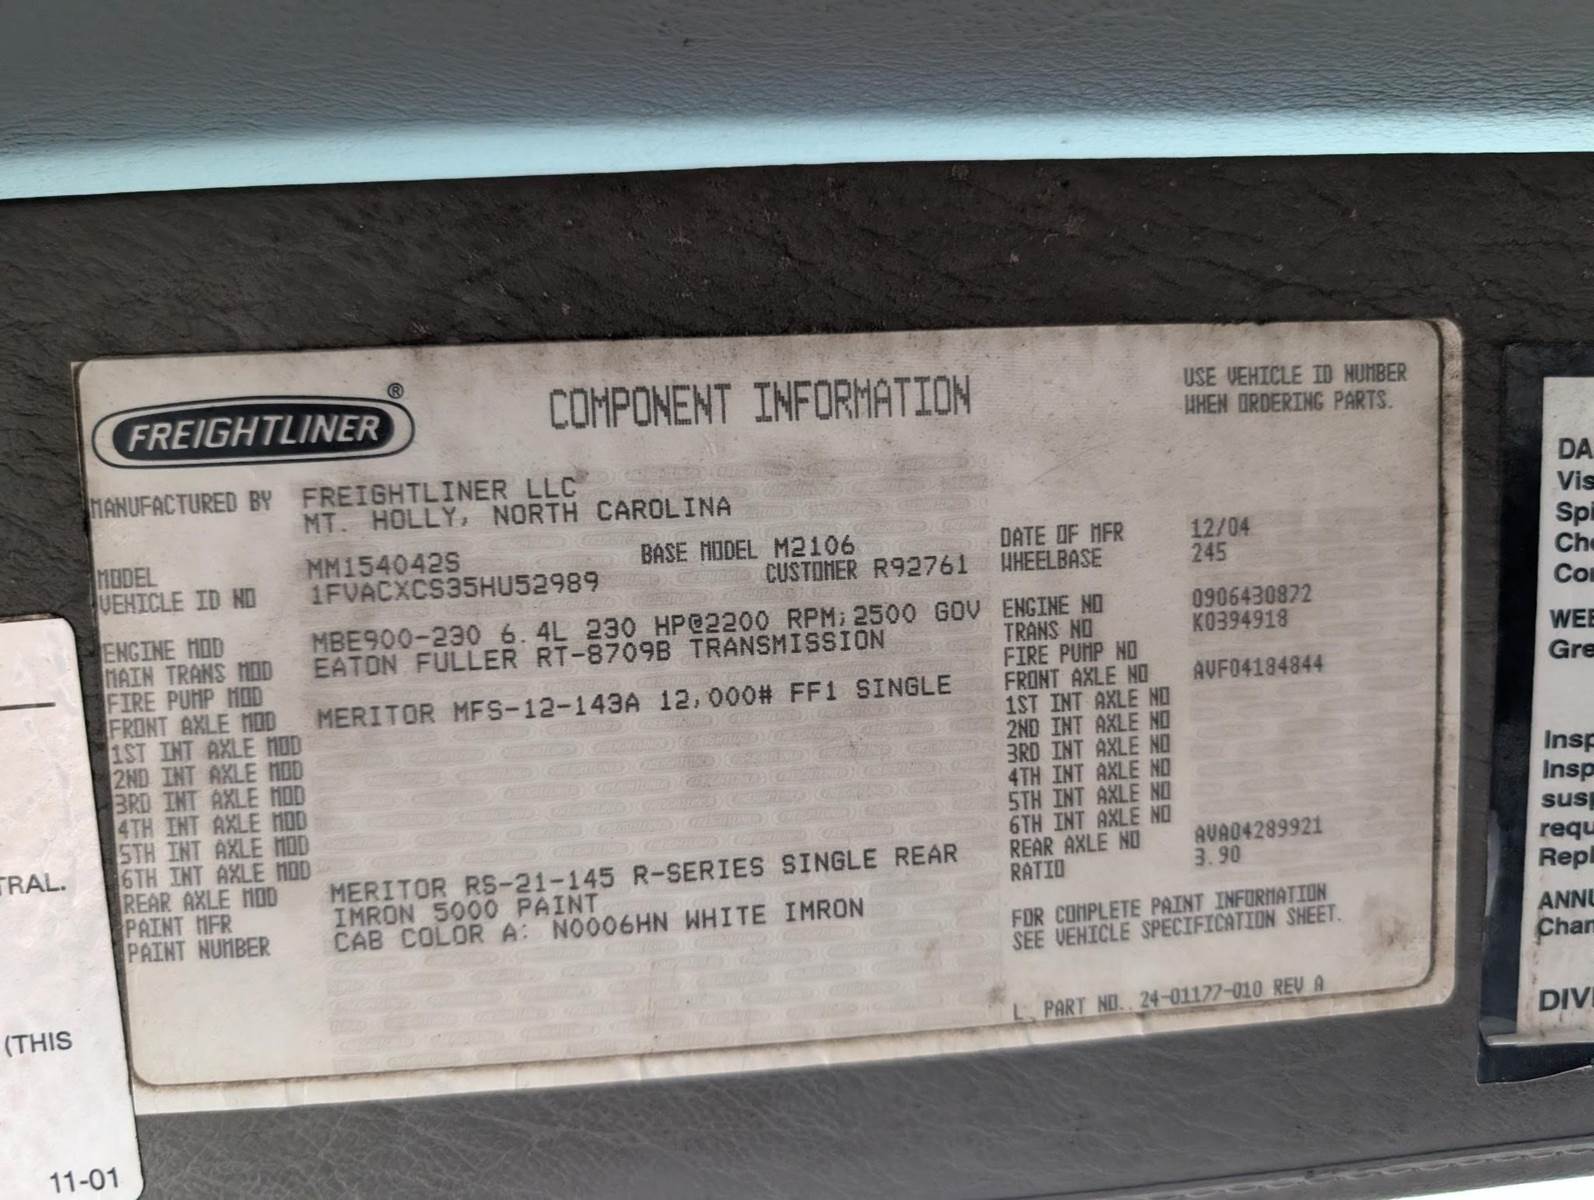 FREIGHTLINER®
COMPONENT INFORMATION
USE VEHICLE ID NUMBER
WHEN ORDERING PARTS.
MANUFACTURED BY FREIGHTLINER LLC
MT. HOLLY, NORTH CAROLINA
MODEL MM154042S BASE MODEL M2106
VEHICLE ID NO 1FVACXCS35HU52989 CUSTOMER R92761
ENGINE MOD MBE900-230 6.4L 230 HP@2200 RPM;2500 GOV
MAIN TRANS MOD EATON FULLER RT-8709B TRANSMISSION
FIRE PUMP MOD
FRONT AXLE MOD MERITOR MFS-12-143A 12,000# FF1 SINGLE
1ST INT AXLE MOD
2ND INT AXLE MOD
3RD INT AXLE MOD
4TH INT AXLE MOD
5TH INT AXLE MOD
6TH INT AXLE MOD
REAR AXLE MOD MERITOR RS-21-145 R-SERIES SINGLE REAR
PAINT MFR IMRON 5000 PAINT
PAINT NUMBER CAB COLOR A: N0006HN WHITE IMRON
DATE OF MFR 12/04
WHEELBASE 245
ENGINE NO 0906430872
TRANS NO K0394918
FIRE PUMP NO
FRONT AXLE NO AVF04184844
1ST INT AXLE NO
2ND INT AXLE NO
3RD INT AXLE NO
4TH INT AXLE NO
5TH INT AXLE NO
6TH INT AXLE NO
REAR AXLE NO AVA04289921
RATIO 3.90
FOR COMPLETE PAINT INFORMATION
SEE VEHICLE SPECIFICATION SHEET.
PART NO. 24-01177-010 REV A
TRAL.
(THIS
11-01
DA
Vis
Spi
Che
Co
WEE
Gre
Insp
Insp
susp
requ
Repl
ANNU
Chan
DIVI